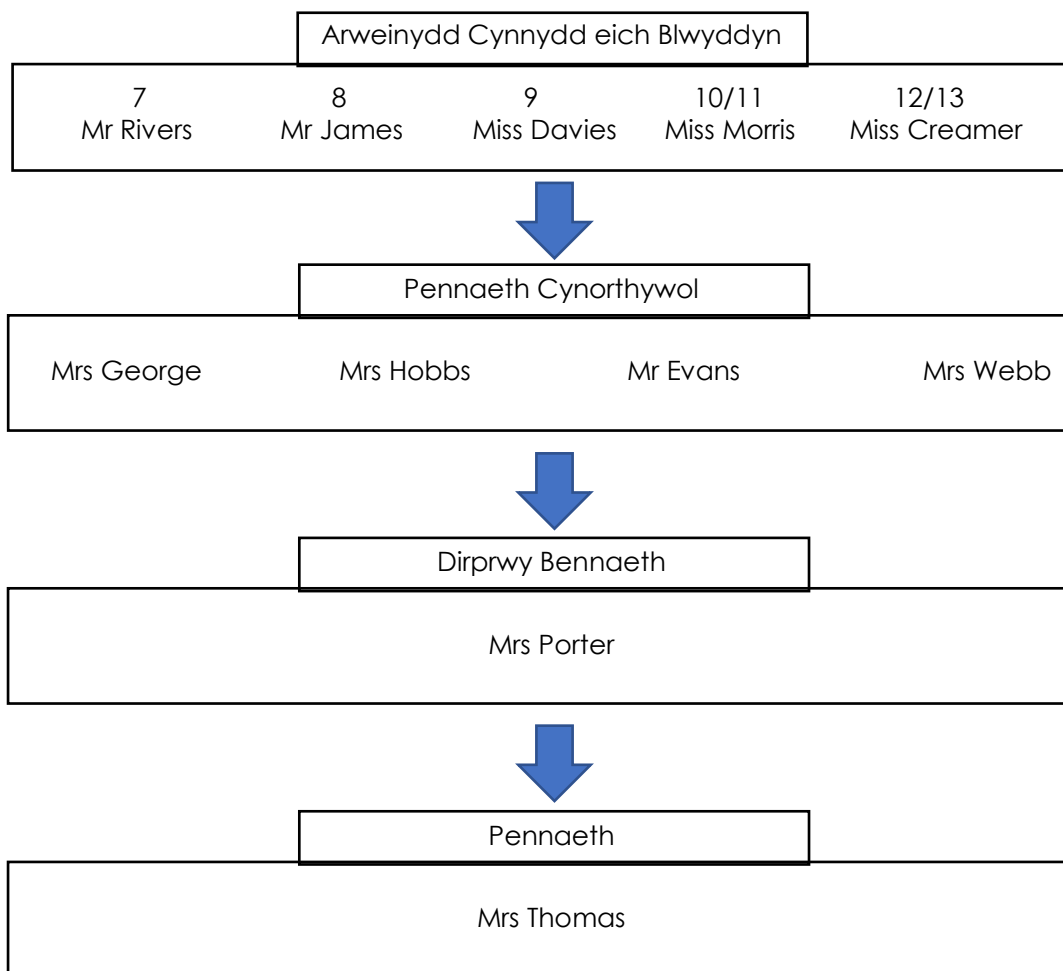 Arweinydd Cynnydd eich Blwyddyn
7 8 9 10/11 12/13
Mr Rivers Mr James Miss Davies Miss Morris Miss Creamer
Pennaeth Cynorthywol
Mrs George Mrs Hobbs Mr Evans Mrs Webb
Dirprwy Bennaeth
Mrs Porter
Pennaeth
Mrs Thomas